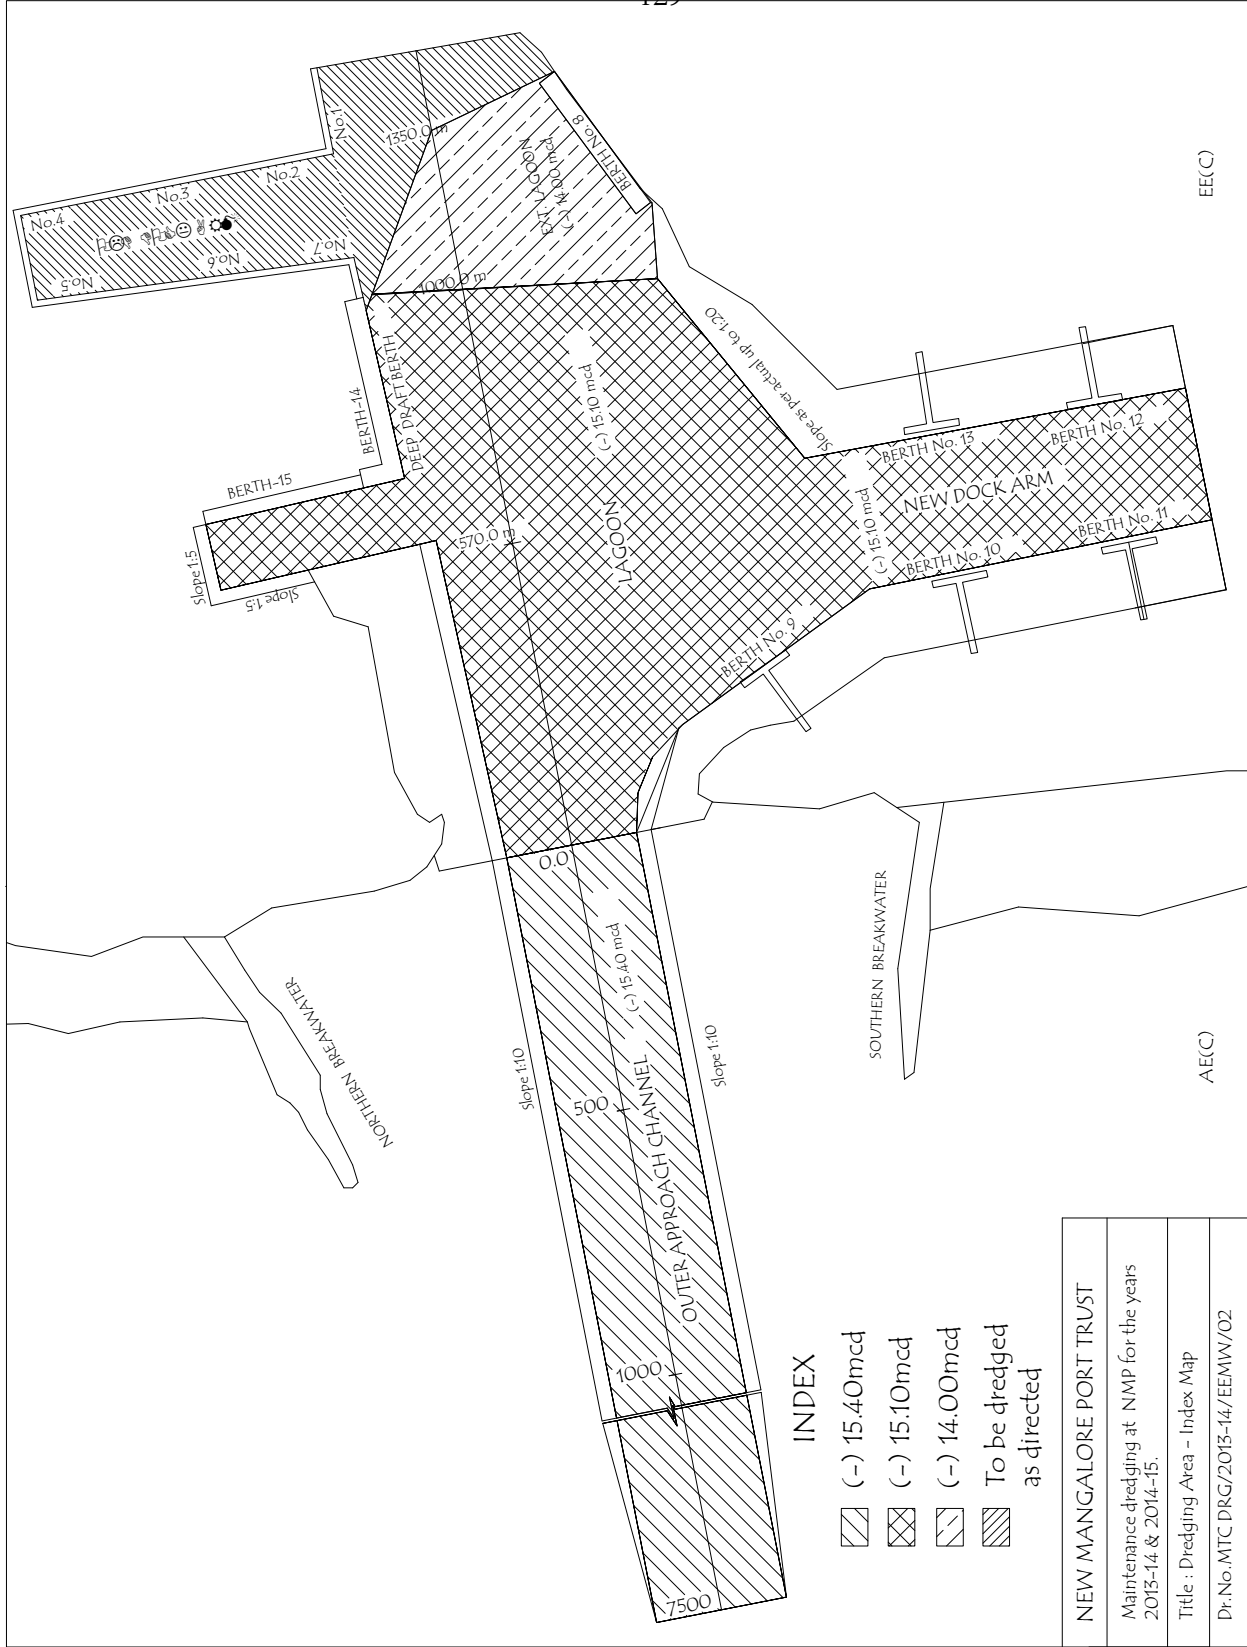 129
No.1
No.2
No.3
No.4
No.5
No.6
No.7
1350.0 m
EXT. LAGOON
(-) 14.00 mcd
BERTH No. 8
1000.0 m
DEEP DRAFT BERTH
BERTH-14
BERTH-15
Slope 1:5
Slope 1:5
570.0 m
LAGOON
(-) 15.10 mcd
Slope as per actual up to 1:20
BERTH No. 13
BERTH No. 12
NEW DOCK ARM
(-) 15.10 mcd
BERTH No. 10
BERTH No. 11
BERTH No. 9
0.0
(-) 15.40 mcd
Slope 1:10
Slope 1:10
500
OUTER APPROACH CHANNEL
1000
7500
NORTHERN BREAKWATER
SOUTHERN BREAKWATER
EE(C)
AE(C)
INDEX
(-) 15.40mcd
(-) 15.10mcd
(-) 14.00mcd
To be dredged
as directed
NEW MANGALORE PORT TRUST
Maintenance dredging at NMP for the years
2013-14 & 2014-15.
Title : Dredging Area - Index Map
Dr.No.MTC DRG/2013-14/ EEMW/02